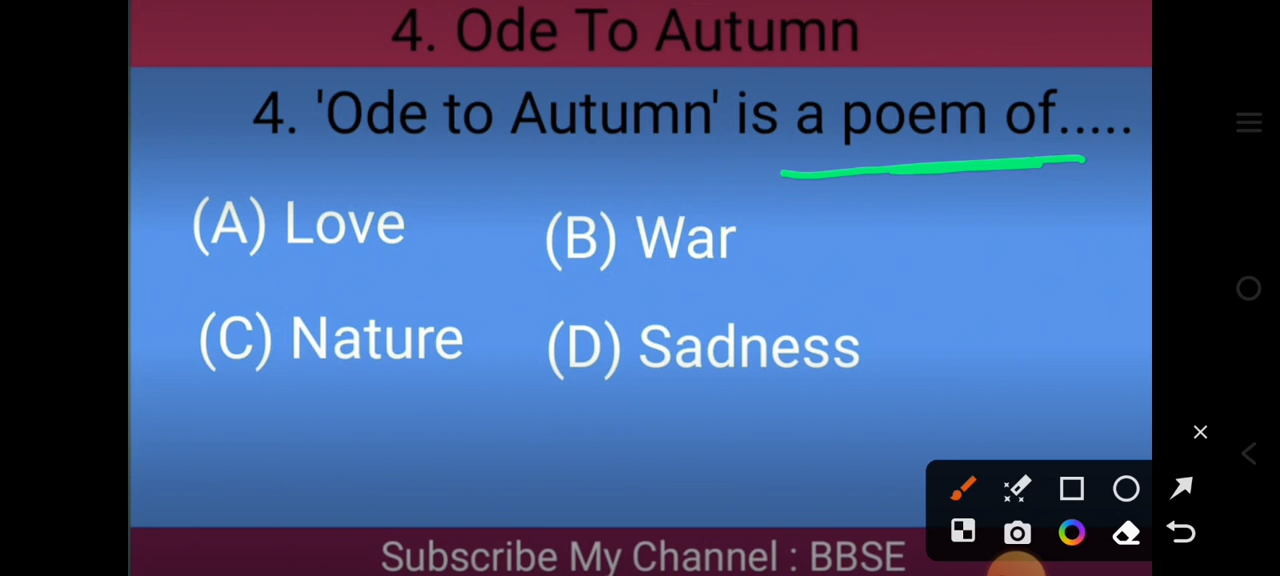 4. Ode To Autumn
4. 'Ode to Autumn' is a poem of.....
(A) Love (B) War
(C) Nature (D) Sadness
Subscribe My Channel : BBSE